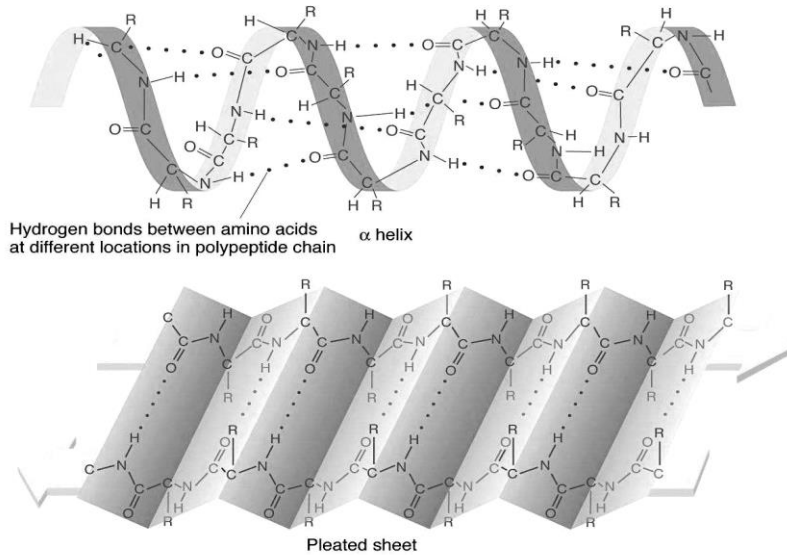 Hydrogen bonds between amino acids
at different locations in polypeptide chain
α helix
Pleated sheet